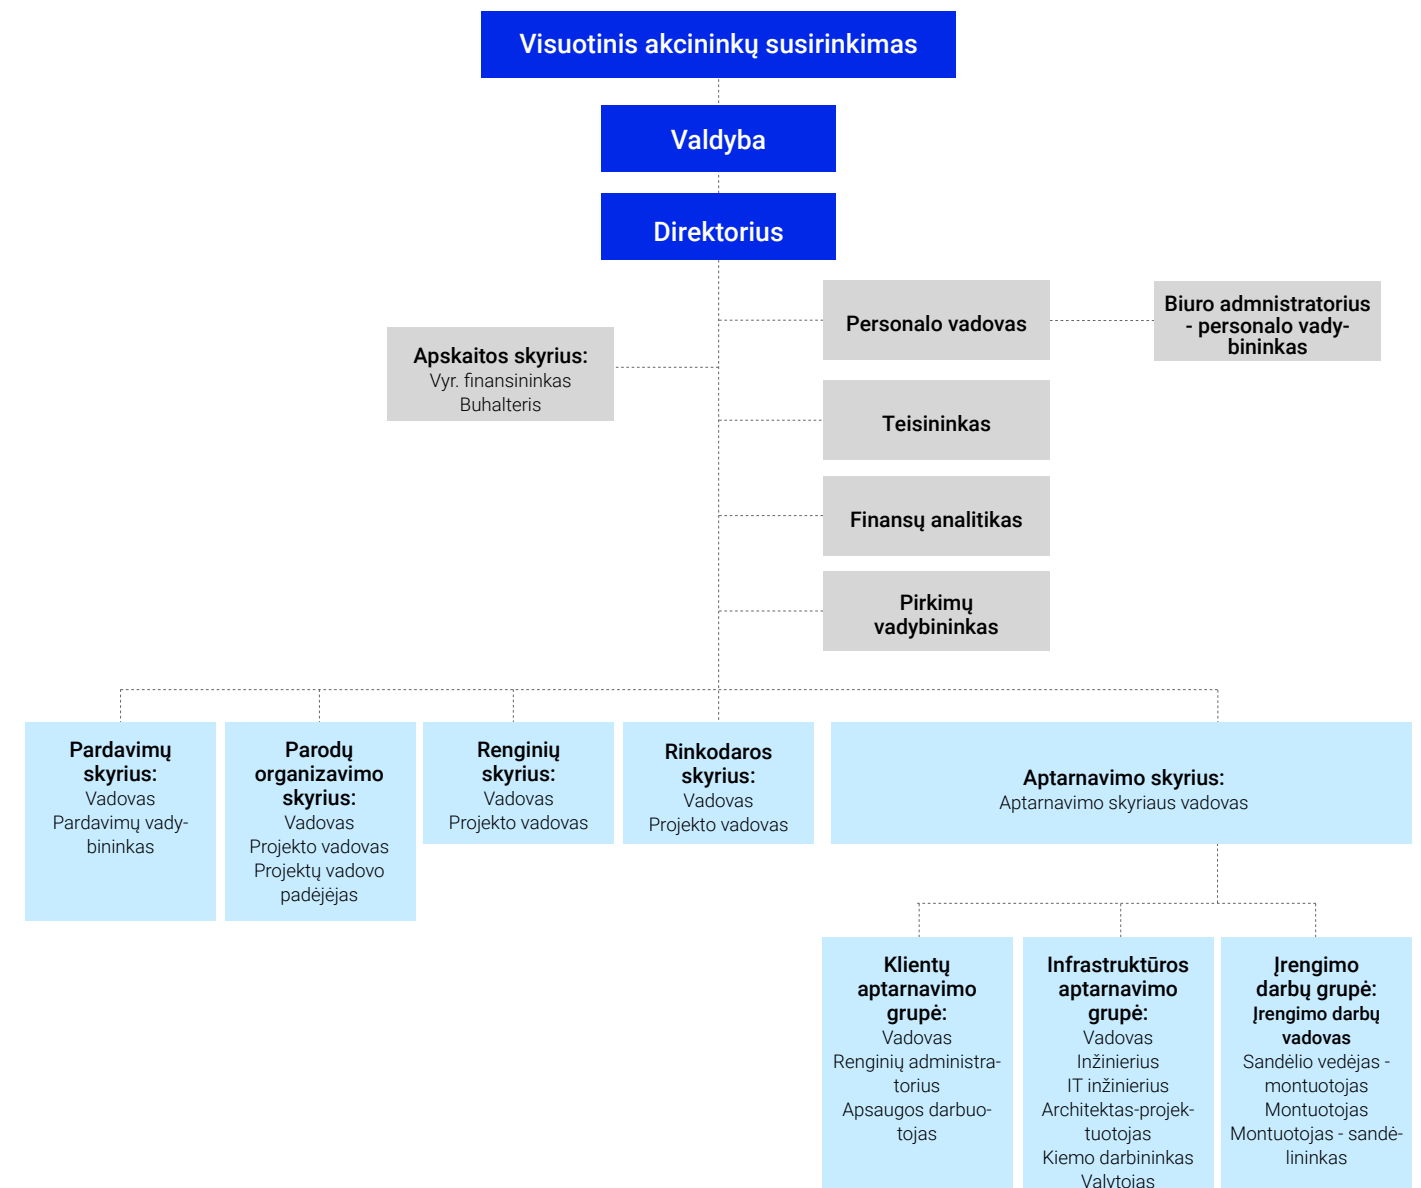 Visuotinis akcininkų susirinkimas
Valdyba
Direktorius
Personalo vadovas
Biuro admnistratorius
- personalo vady-
bininkas
Apskaitos skyrius:
Vyr. finansininkas
Buhalteris
Teisininkas
Finansų analitikas
Pirkimų
vadybininkas
Pardavimų
skyrius:
Vadovas
Pardavimų vady-
bininkas
Parodų
organizavimo
skyrius:
Vadovas
Projekto vadovas
Projektų vadovo
padėjėjas
Renginių
skyrius:
Vadovas
Projekto vadovas
Rinkodaros
skyrius:
Vadovas
Projekto vadovas
Aptarnavimo skyrius:
Aptarnavimo skyriaus vadovas
Klientų
aptarnavimo
grupė:
Vadovas
Renginių administra-
torius
Apsaugos darbuo-
tojas
Infrastruktūros
aptarnavimo
grupė:
Vadovas
Inžinierius
IT inžinierius
Architektas-projek-
tuotojas
Kiemo darbininkas
Valytojas
Įrengimo
darbų grupė:
Įrengimo darbų
vadovas
Sandėlio vedėjas -
montuotojas
Montuotojas
Montuotojas - sandė-
lininkas